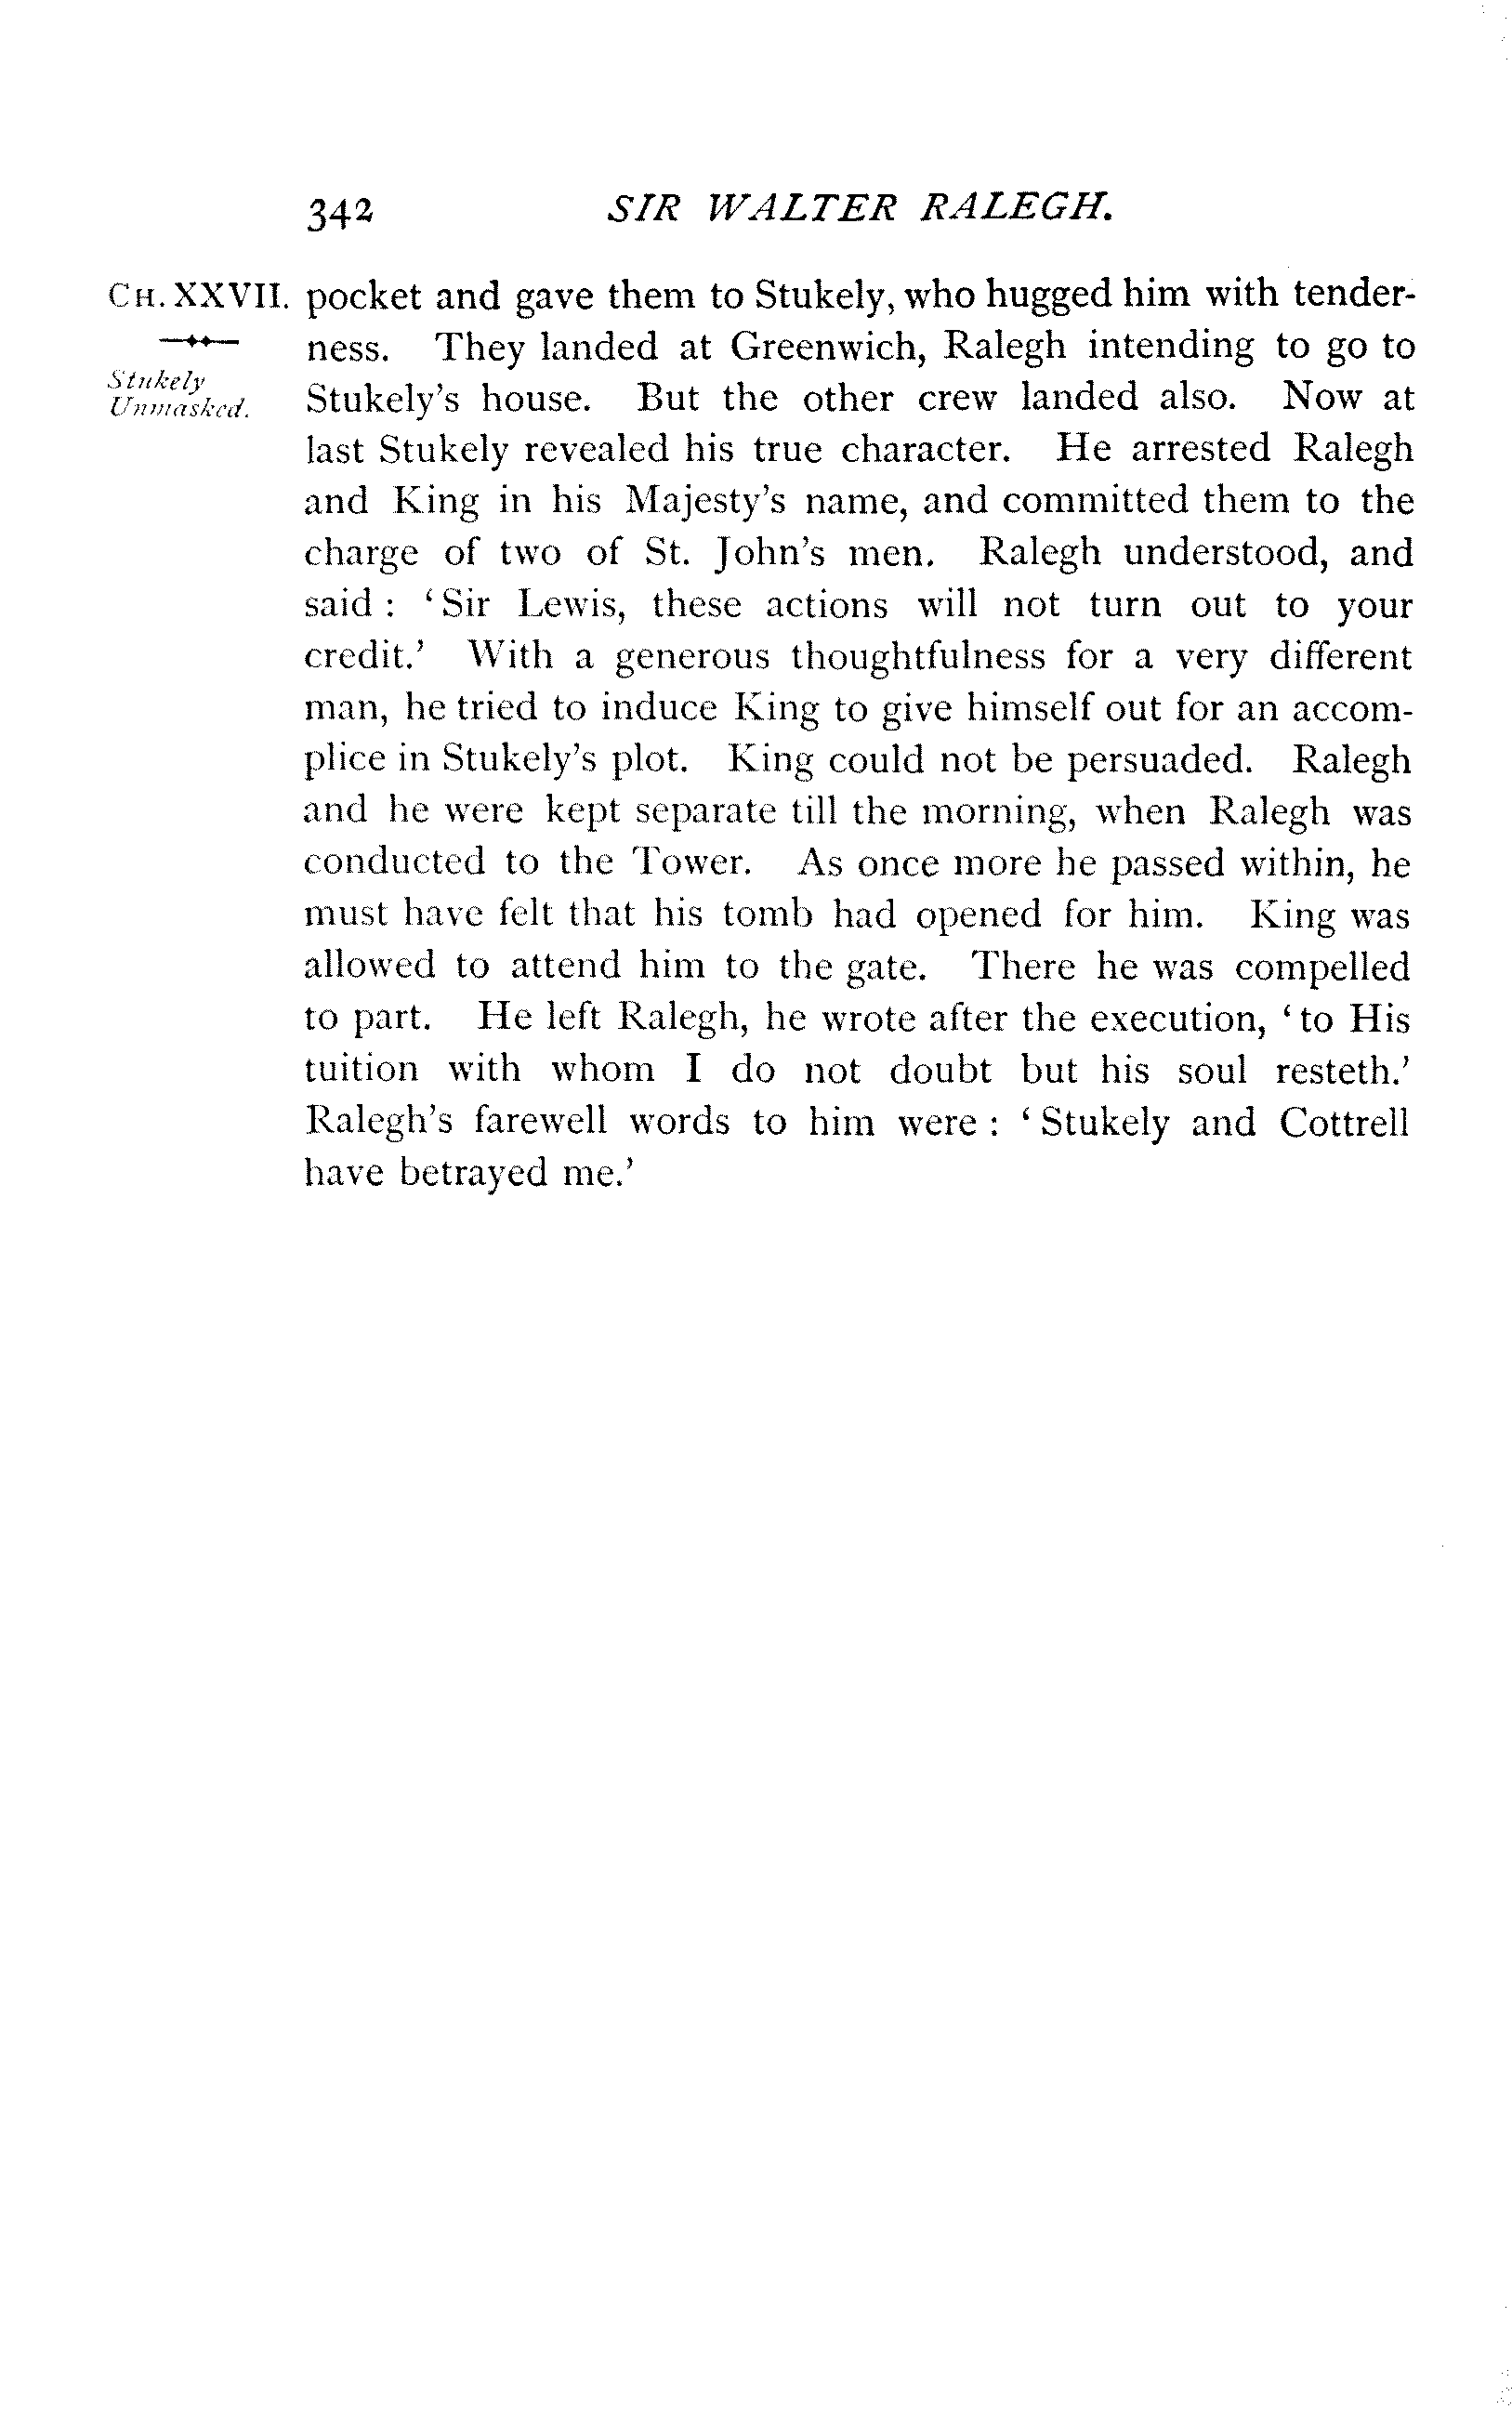 342 SIR WALTER RALEGH.
CH. XXVII. pocket and gave them to Stukely, who hugged him with tender-
ness. They landed at Greenwich, Ralegh intending to go to
Stukely
Unmasked.
Stukely's house. But the other crew landed also. Now at
last Stukely revealed his true character. He arrested Ralegh
and King in his Majesty's name, and committed them to the
charge of two of St. John's men. Ralegh understood, and
said : ‘Sir Lewis, these actions will not turn out to your
credit.’ With a generous thoughtfulness for a very different
man, he tried to induce King to give himself out for an accom-
plice in Stukely's plot. King could not be persuaded. Ralegh
and he were kept separate till the morning, when Ralegh was
conducted to the Tower. As once more he passed within, he
must have felt that his tomb had opened for him. King was
allowed to attend him to the gate. There he was compelled
to part. He left Ralegh, he wrote after the execution, ‘to His
tuition with whom I do not doubt but his soul resteth.’
Ralegh's farewell words to him were : ‘Stukely and Cottrell
have betrayed me.’